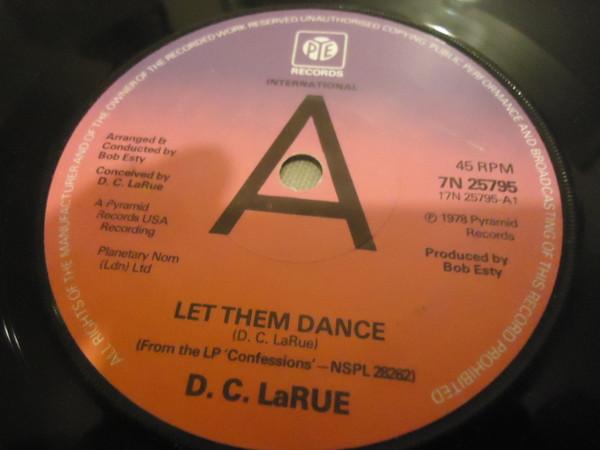 ALL RIGHTS OF THE MANUFACTURER AND OF THE OWNER OF THE RECORDED WORK RESERVED UNAUTHORISED COPYING PUBLIC PERFORMANCE AND BROADCASTING OF THIS RECORD PROHIBITED
PYE
RECORDS
INTERNATIONAL
A
Arranged &
Conducted by
Bob Esty
Conceived by
D. C. LaRue
A Pyramid
Records USA
Recording
Planetary Nom
(Ldn) Ltd
45 RPM
7N 25795
17N 25795-A1
℗ 1978 Pyramid
Records
Produced by
Bob Esty
LET THEM DANCE
(D. C. LaRue)
(From the LP 'Confessions'—NSPL 28262)
D. C. LaRUE